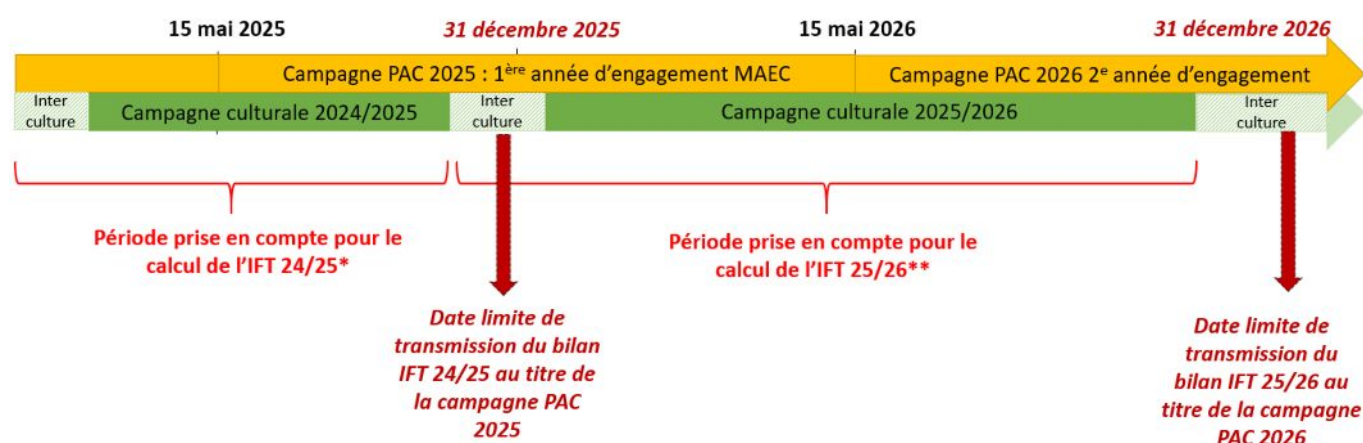 15 mai 2025
31 décembre 2025
15 mai 2026
31 décembre 2026
Campagne PAC 2025 : 1ère année d'engagement MAEC
Campagne PAC 2026 2e année d'engagement
Inter
culture
Campagne culturale 2024/2025
Inter
culture
Campagne culturale 2025/2026
Inter
culture
Période prise en compte pour le
calcul de l'IFT 24/25*
Période prise en compte pour le
calcul de l'IFT 25/26**
Date limite de
transmission du bilan
IFT 24/25 au titre de
la campagne PAC
2025
Date limite de
transmission du
bilan IFT 25/26 au
titre de la campagne
PAC 2026